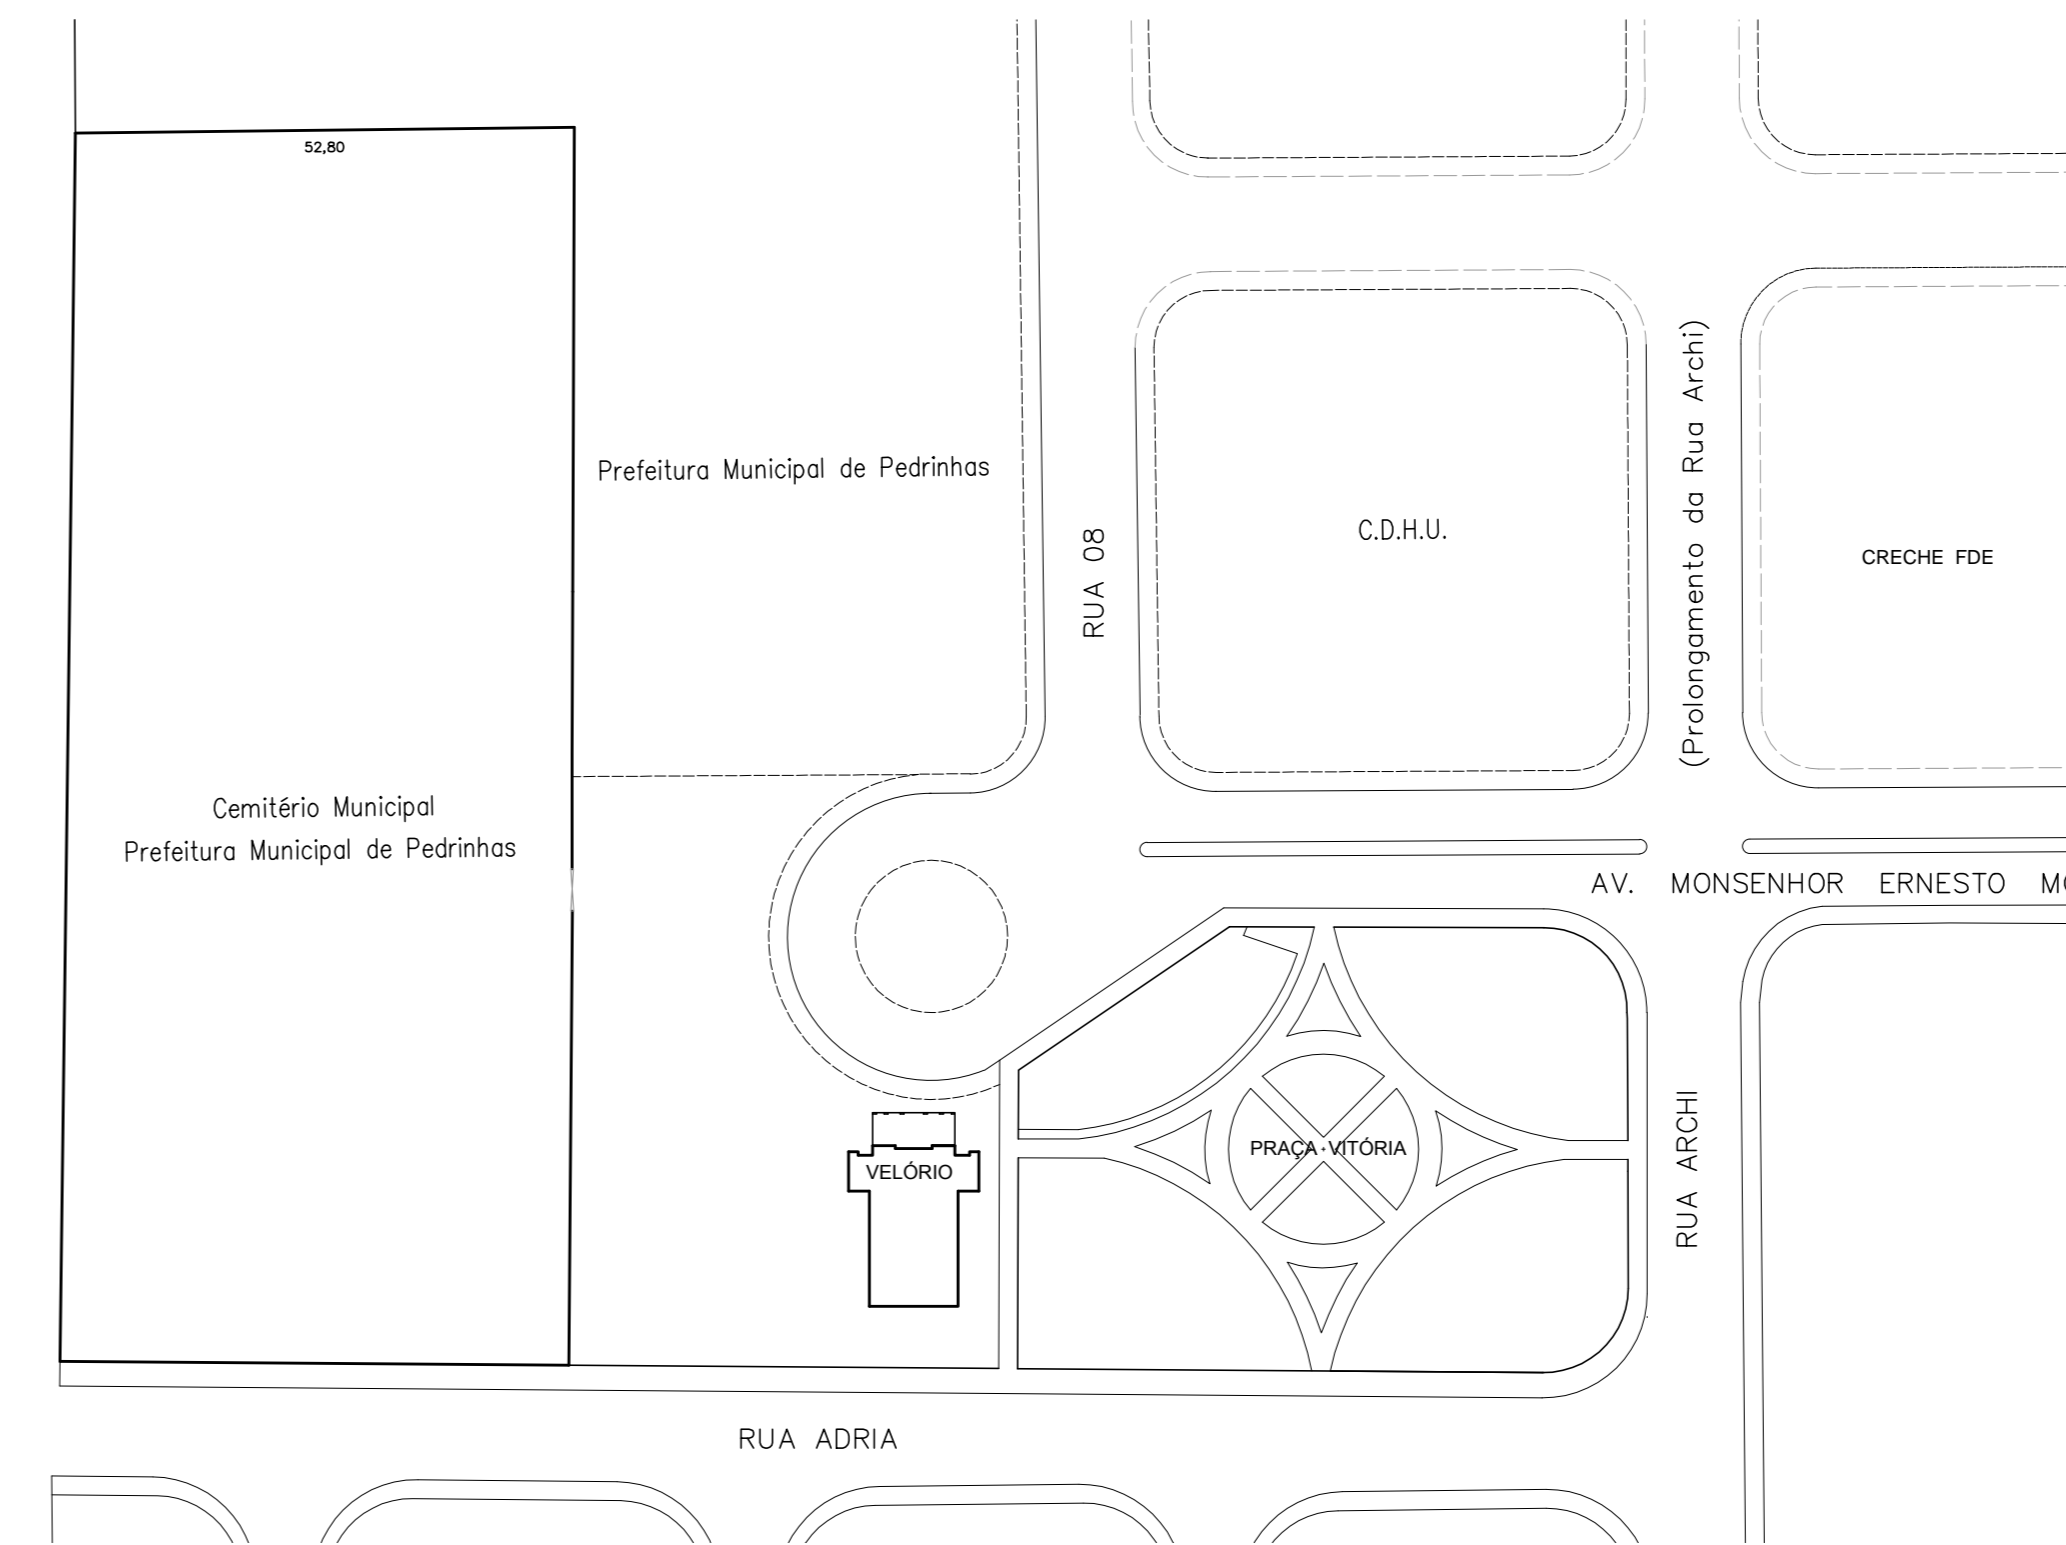 52,80
Prefeitura Municipal de Pedrinhas
C.D.H.U.
CRECHE FDE
RUA 08
(Prolongamento da Rua Archi)
Cemitério Municipal
Prefeitura Municipal de Pedrinhas
AV. MONSENHOR ERNESTO
VELÓRIO
PRAÇA VITÓRIA
RUA ARCHI
RUA ADRIA